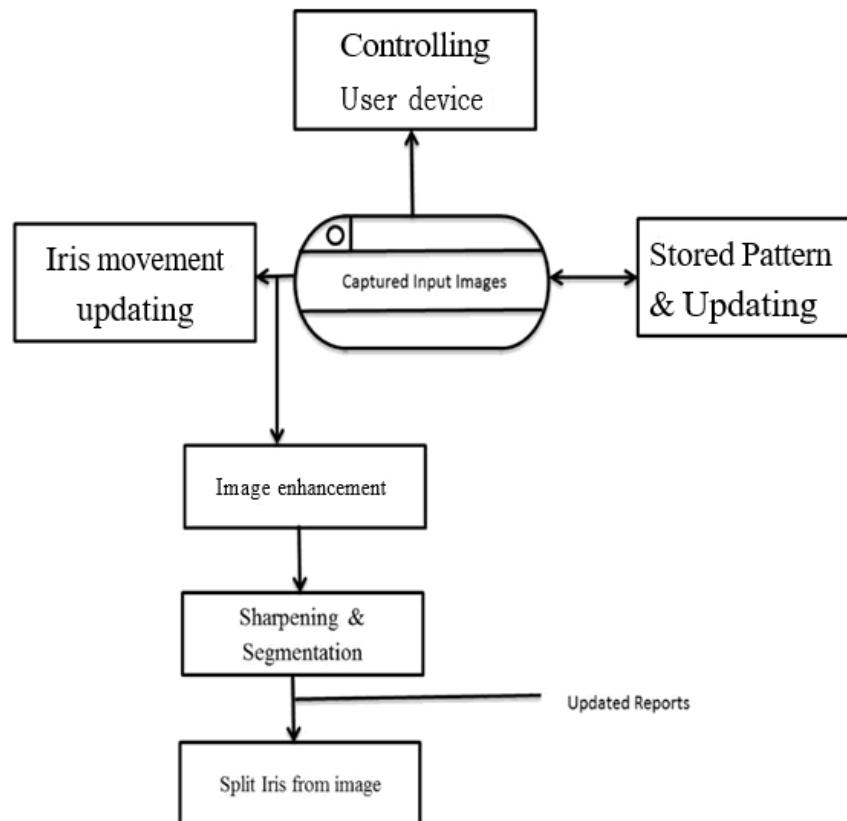 Controlling
User device
Iris movement
updating
Captured Input Images
Stored Pattern
& Updating
Image enhancement
Sharpening &
Segmentation
Updated Reports
Split Iris from image